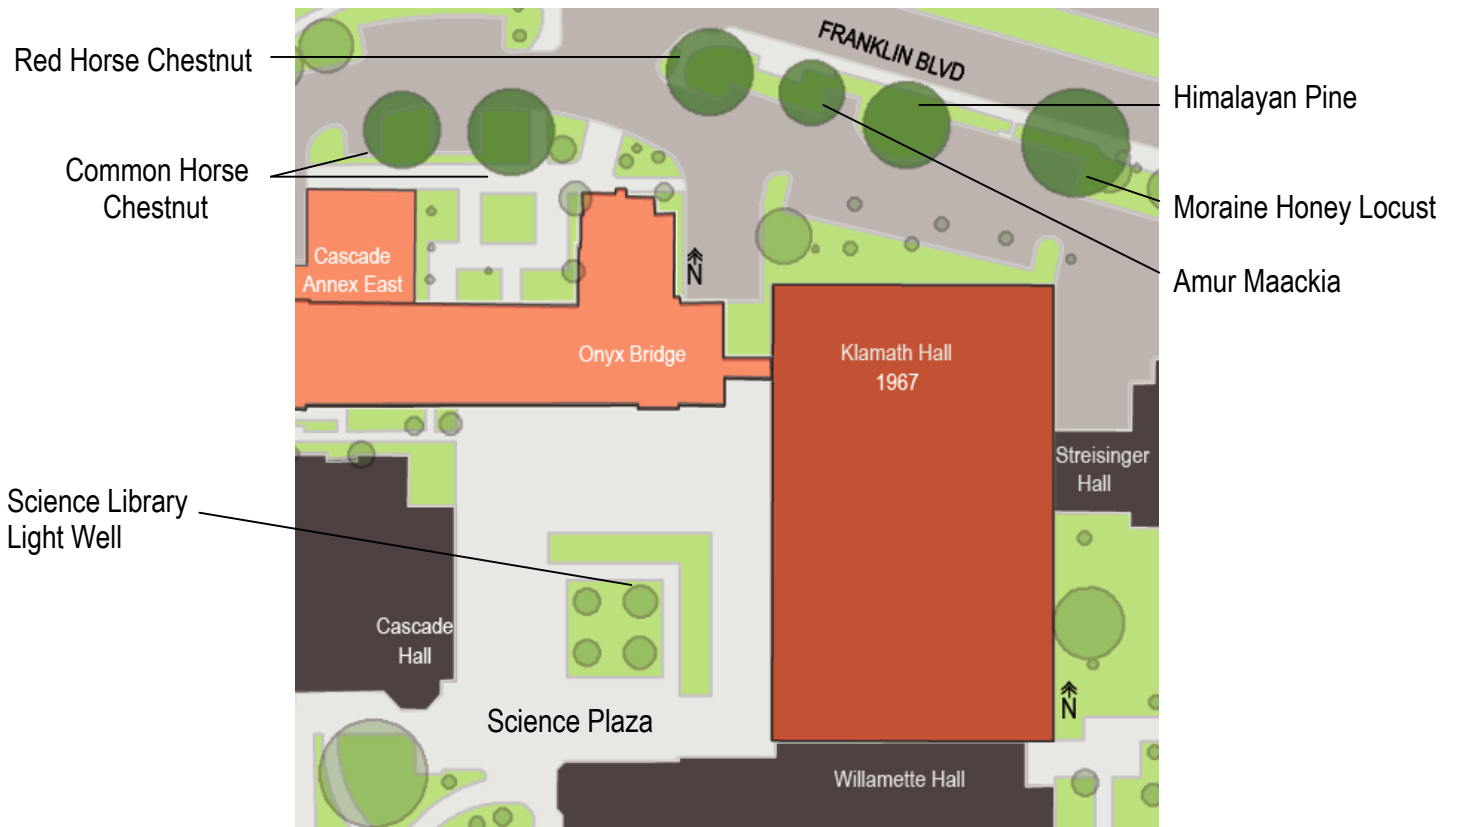 Red Horse Chestnut
FRANKLIN BLVD
Himalayan Pine
Common Horse
Chestnut
Moraine Honey Locust
Cascade
Annex East
N
Amur Maackia
Onyx Bridge
Klamath Hall
1967
Streisinger
Hall
Science Library
Light Well
Cascade
Hall
N
Science Plaza
Willamette Hall